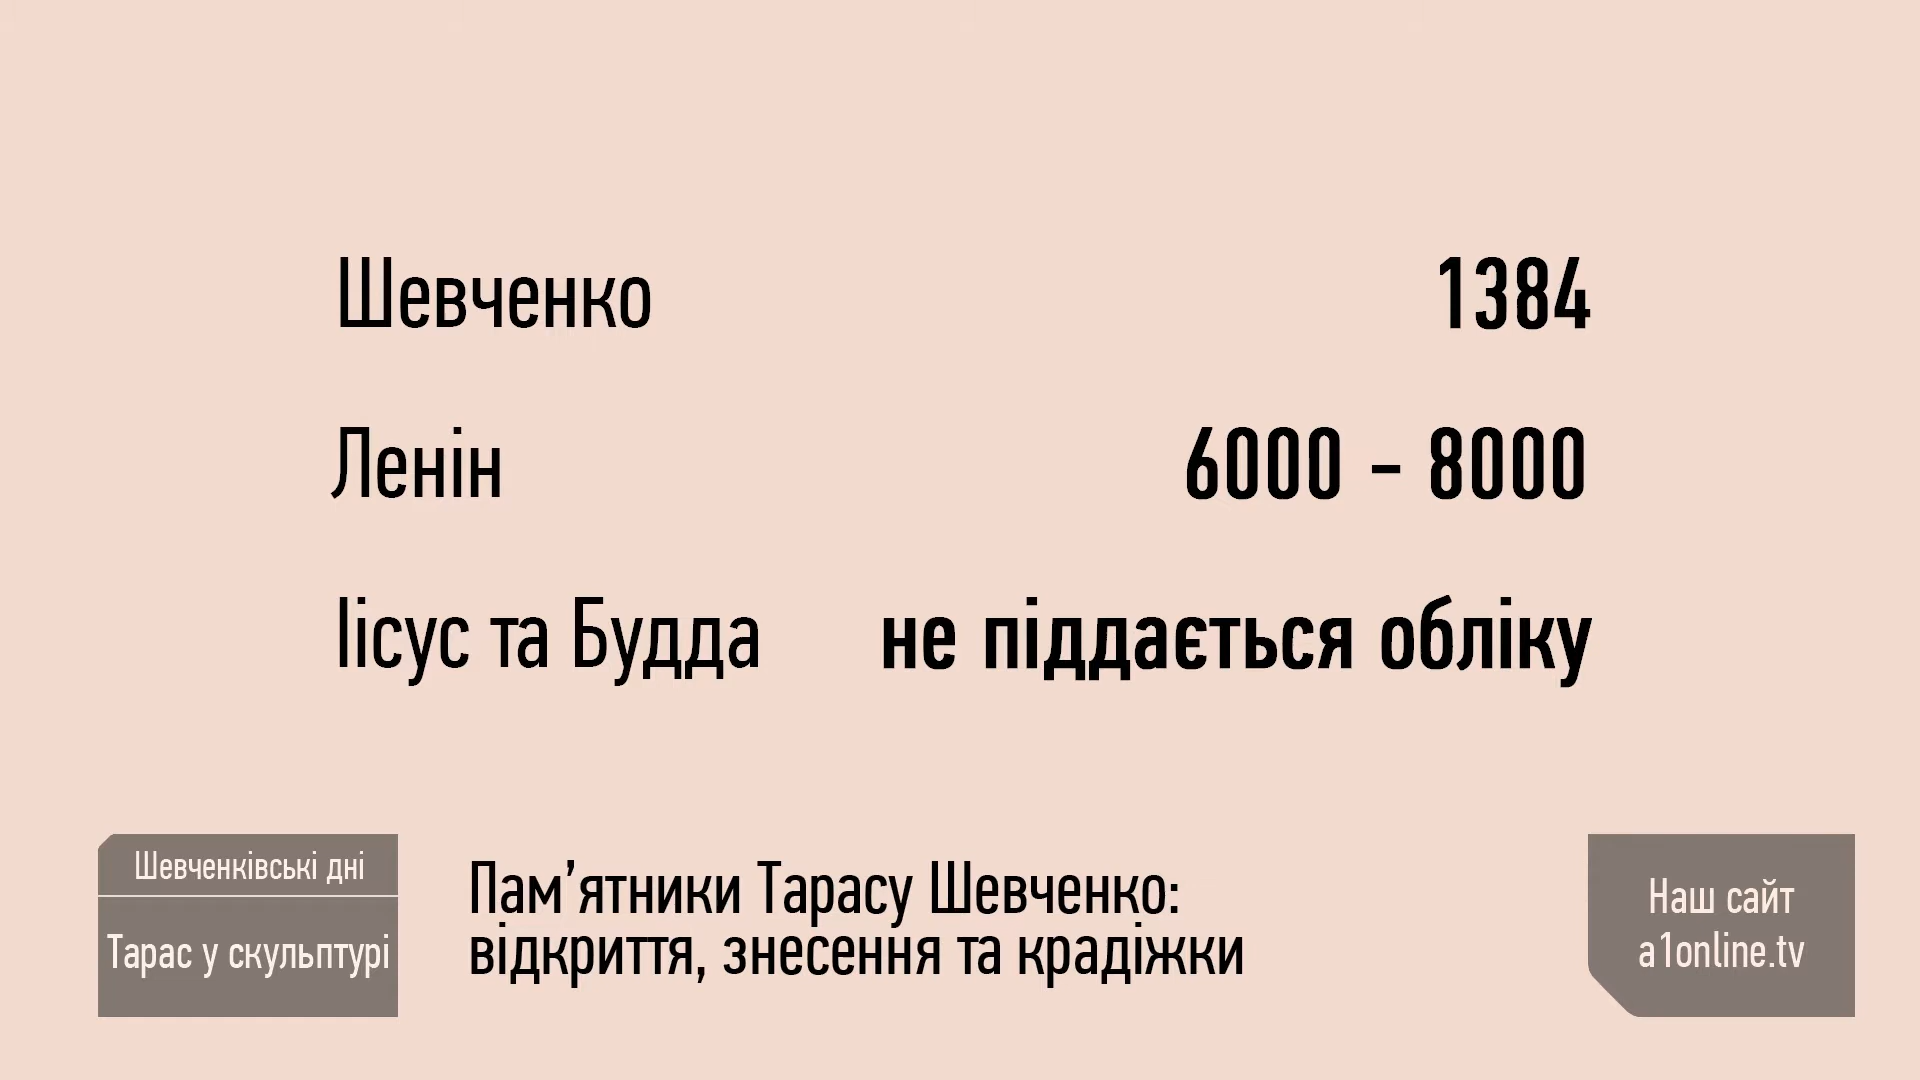 Шевченко 1384
Ленін 6000 – 8000
Іісус та Будда не піддається обліку
Шевченківські дні
Тарас у скульптурі
Пам’ятники Тарасу Шевченко:
відкриття, знесення та крадіжки
Наш сайт
a1online.tv